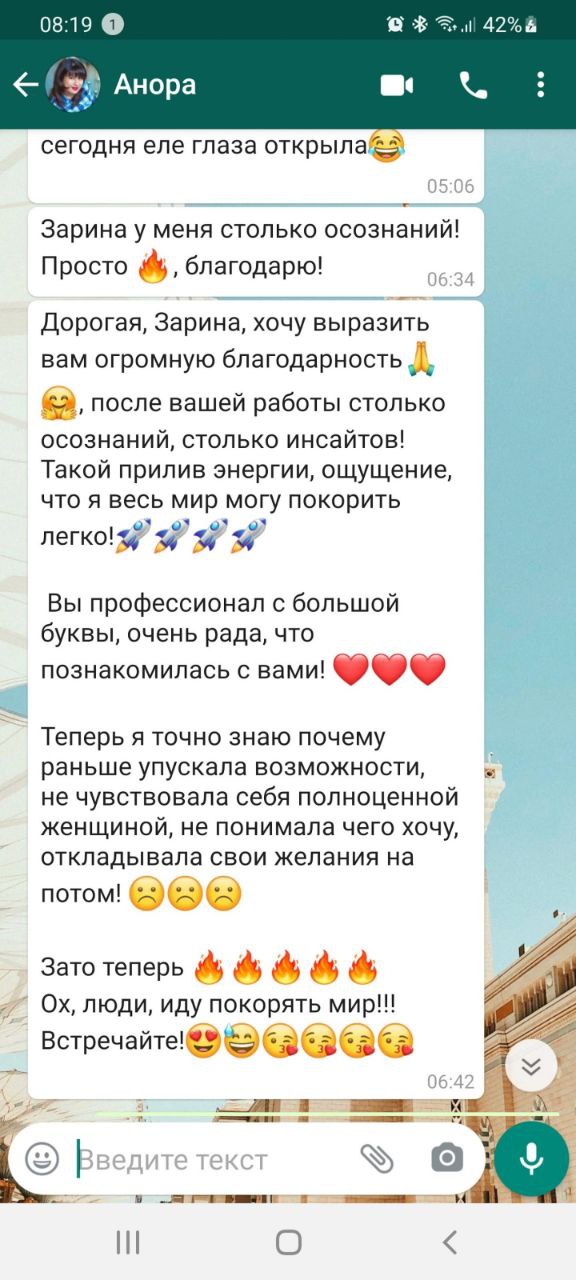 08:19 1 42%
Анора
сегодня еле глаза открыла😂
05:06
Зарина у меня столько осознаний!
Просто 🔥, благодарю!
06:34
Дорогая, Зарина, хочу выразить
вам огромную благодарность🙏
🤗, после вашей работы столько
осознаний, столько инсайтов!
Такой прилив энергии, ощущение,
что я весь мир могу покорить
легко!🚀🚀🚀🚀
Вы профессионал с большой
буквы, очень рада, что
познакомилась с вами! ❤️❤️❤️
Теперь я точно знаю почему
раньше упускала возможности,
не чувствовала себя полноценной
женщиной, не понимала чего хочу,
откладывала свои желания на
потом! ☹️☹️☹️
Зато теперь 🔥🔥🔥🔥🔥
Ох, люди, иду покорять мир!!!
Встречайте!😍😅😘😘😘😘
06:42
Введите текст